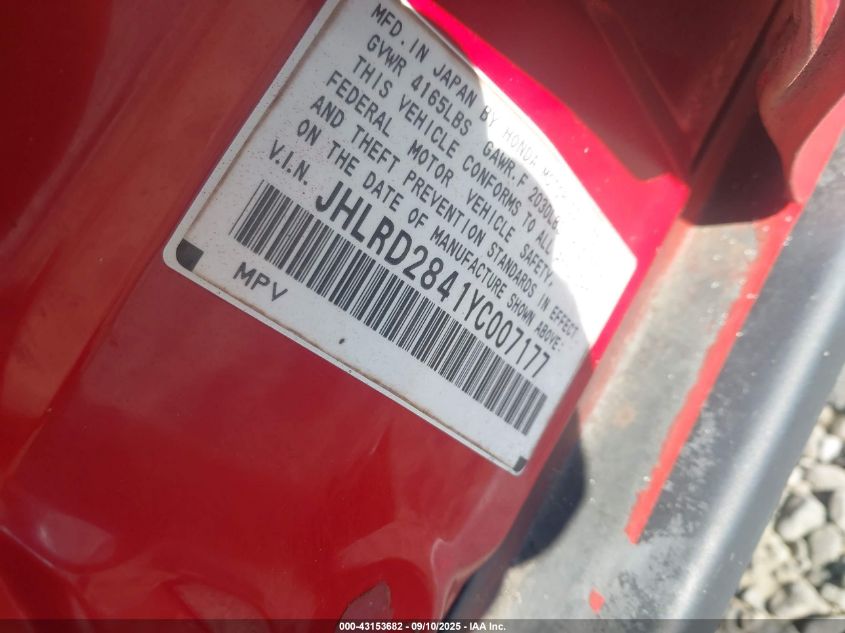 MFD. IN JAPAN BY HONDA
GVWR 4165LBS GAWR. F 2030LB
THIS VEHICLE CONFORMS TO ALL
FEDERAL MOTOR VEHICLE SAFETY,
AND THEFT PREVENTION STANDARDS IN EFFECT
ON THE DATE OF MANUFACTURE SHOWN ABOVE:
V.I.N. JHLRD2841YC007177
MPV
000-43153682 - 09/10/2025 - IAA Inc.